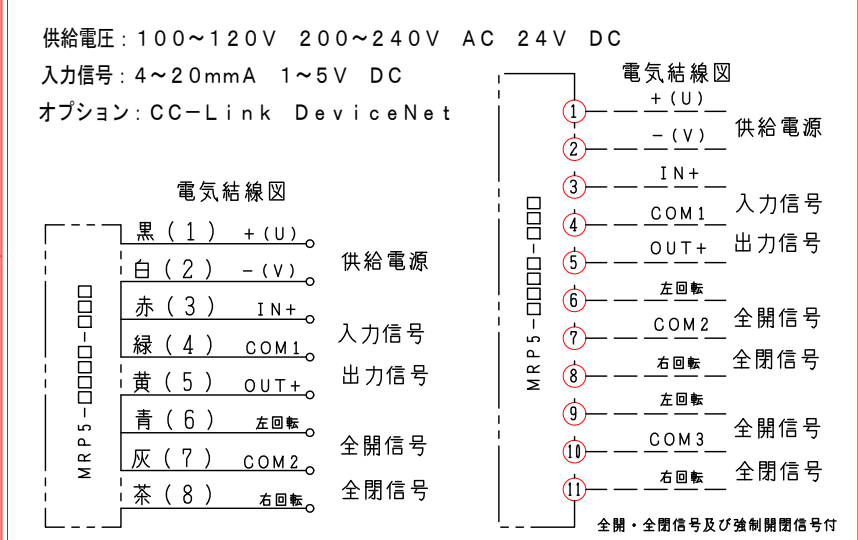 供給電圧：１００～１２０Ｖ　２００～２４０Ｖ　ＡＣ　２４Ｖ　ＤＣ
入力信号：４～２０ｍｍＡ　１～５Ｖ　ＤＣ
オプション：ＣＣ－Ｌｉｎｋ　ＤｅｖｉｃｅＮｅｔ
電気結線図
MRP5-□□□□-□□□
黒(1) +(U)
白(2) -(V)
供給電源
赤(3) IN+
緑(4) COM1
入力信号
黄(5) OUT+
出力信号
青(6) 左回転
灰(7) COM2
全開信号
茶(8) 右回転
全閉信号
電気結線図
MRP5-□□□□-□□□
① +(U)
② -(V)
供給電源
③ IN+
④ COM1
入力信号
⑤ OUT+
出力信号
⑥ 左回転
⑦ COM2
全開信号
⑧ 右回転
全閉信号
⑨ 左回転
⑩ COM3
全開信号
⑪ 右回転
全閉信号
全開・全閉信号及び強制開閉信号付